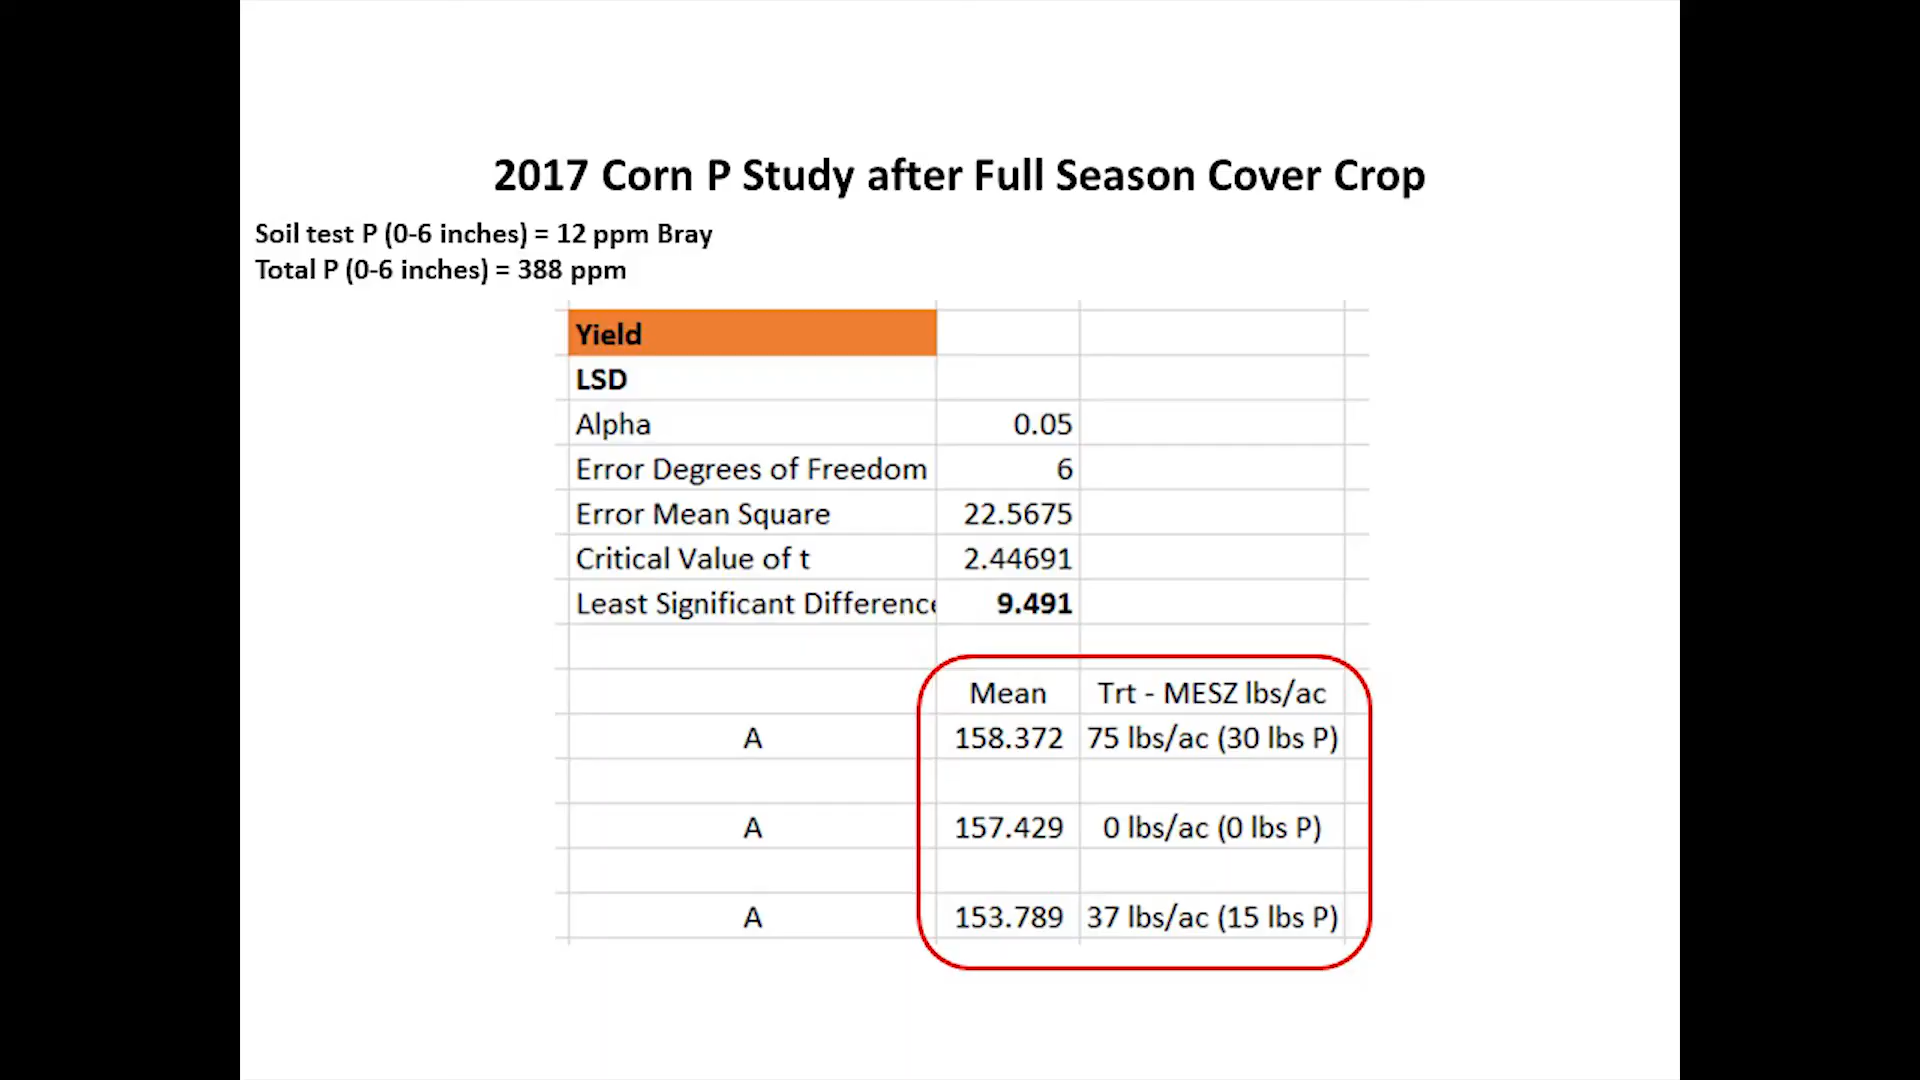 2017 Corn P Study after Full Season Cover Crop
Soil test P (0-6 inches) = 12 ppm Bray
Total P (0-6 inches) = 388 ppm
Yield
LSD
Alpha 0.05
Error Degrees of Freedom 6
Error Mean Square 22.5675
Critical Value of t 2.44691
Least Significant Difference 9.491
Mean Trt - MESZ lbs/ac
A 158.372 75 lbs/ac (30 lbs P)
A 157.429 0 lbs/ac (0 lbs P)
A 153.789 37 lbs/ac (15 lbs P)